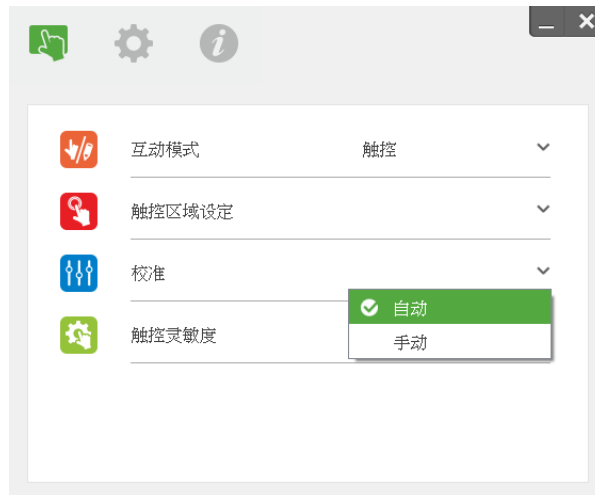 互动模式 触控
触控区域设定
校准
自动
触控灵敏度
手动